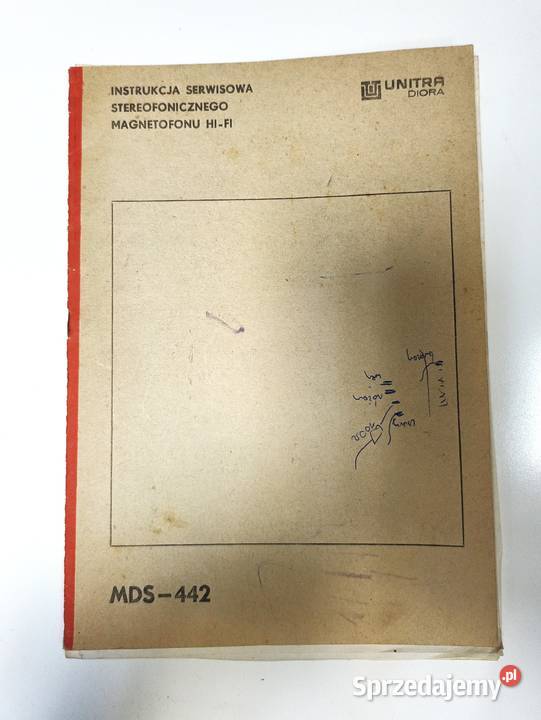 INSTRUKCJA SERWISOWA
STEREOFONICZNEGO
MAGNETOFONU HI-FI
UNITRA
DIORA
MDS-442
Sprzedajemy.pl